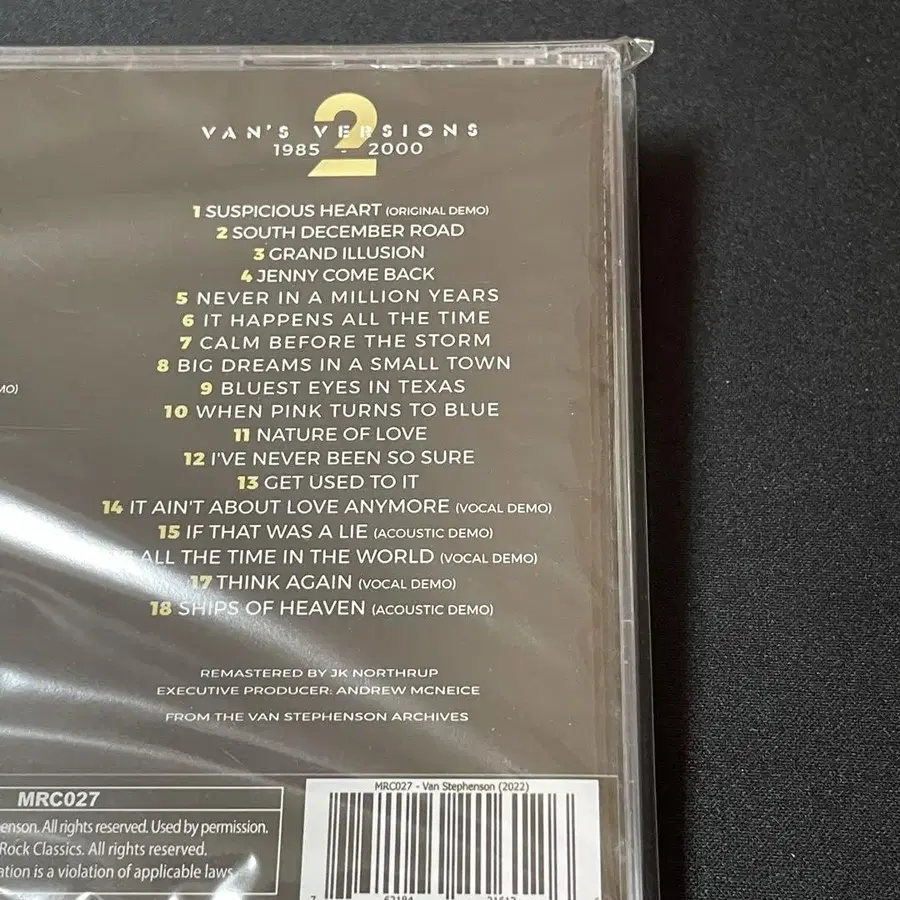 2
VAN'S VERSIONS
1985 - 2000
1 SUSPICIOUS HEART (ORIGINAL DEMO)
2 SOUTH DECEMBER ROAD
3 GRAND ILLUSION
4 JENNY COME BACK
5 NEVER IN A MILLION YEARS
6 IT HAPPENS ALL THE TIME
7 CALM BEFORE THE STORM
8 BIG DREAMS IN A SMALL TOWN
MO)
9 BLUEST EYES IN TEXAS
10 WHEN PINK TURNS TO BLUE
11 NATURE OF LOVE
12 I'VE NEVER BEEN SO SURE
13 GET USED TO IT
14 IT AIN'T ABOUT LOVE ANYMORE (VOCAL DEMO)
15 IF THAT WAS A LIE (ACOUSTIC DEMO)
ALL THE TIME IN THE WORLD (VOCAL DEMO)
17 THINK AGAIN (VOCAL DEMO)
18 SHIPS OF HEAVEN (ACOUSTIC DEMO)
REMASTERED BY JK NORTHRUP
EXECUTIVE PRODUCER: ANDREW MCNEICE
FROM THE VAN STEPHENSON ARCHIVES
MRC027
enson. All rights reserved. Used by permission.
Rock Classics. All rights reserved.
ation is a violation of applicable laws
MRC027 - Van Stephenson (2022)